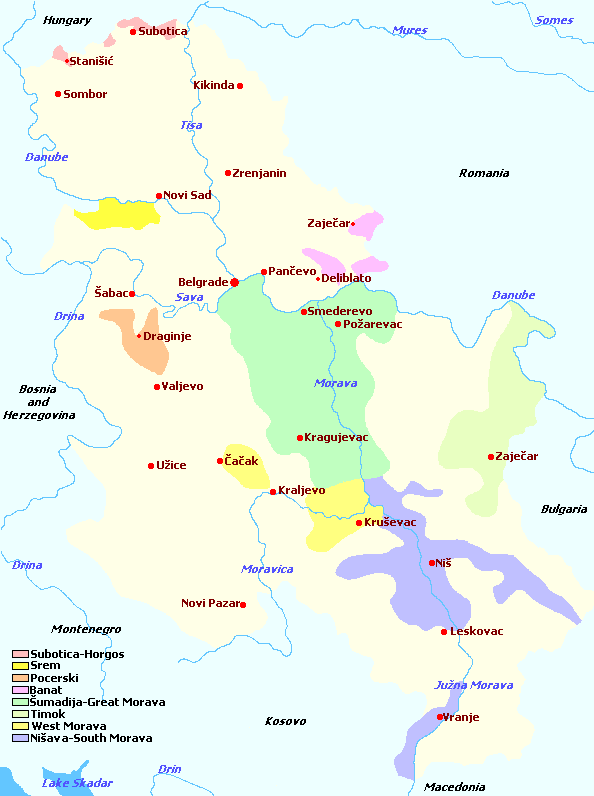 Hungary
Somes
Subotica
Mures
Stanišić
Kikinda
Sombor
Tisa
Danube
Zrenjanin
Romania
Novi Sad
Zaječar
Pančevo
Deliblato
Belgrade
Šabac
Sava
Danube
Drina
Smederevo
Požarevac
Draginje
Bosnia
and
Herzegovina
Valjevo
Morava
Kragujevac
Čačak
Užice
Zaječar
Kraljevo
Bulgaria
Kruševac
Drina
Moravica
Niš
Novi Pazar
Montenegro
Leskovac
Subotica-Horgos
Srem
Pocerski
Banat
Šumadija-Great Morava
Timok
West Morava
Nišava-South Morava
Južna Morava
Vranje
Kosovo
Drin
Lake Skadar
Macedonia